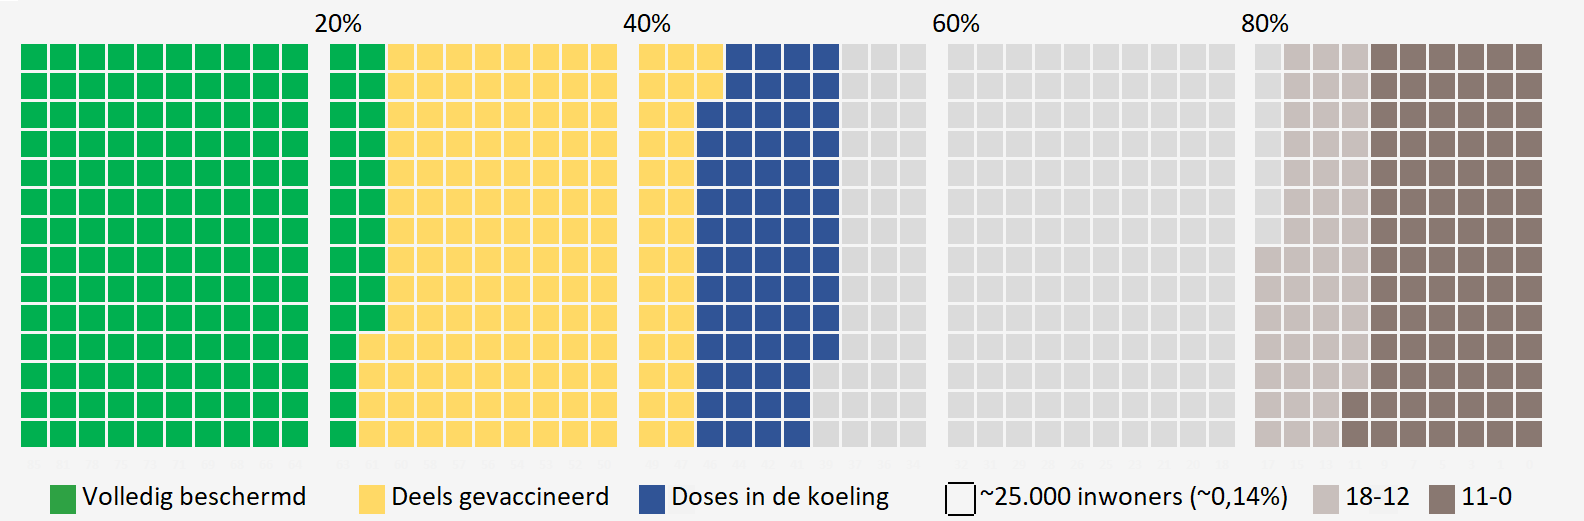 20% 40% 60% 80%
Volledig beschermd Deels gevaccineerd Doses in de koeling ~25.000 inwoners (~0,14%) 18-12 11-0